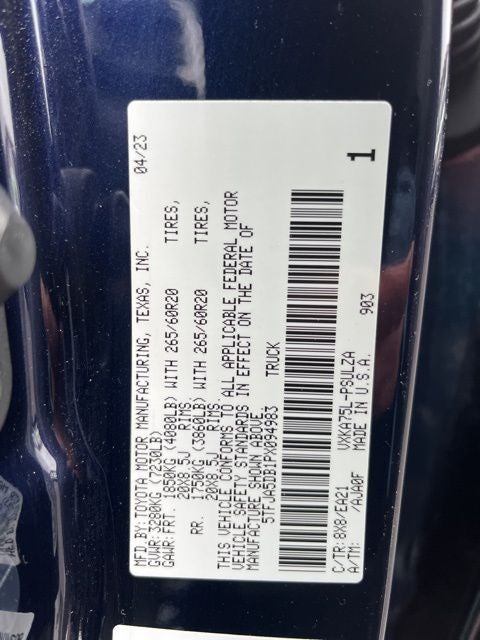 MFD.BY:TOYOTA MOTOR MANUFACTURING, TEXAS, INC. 04/23
GVWR: 3280KG (7230LB)
GAWR:FRT. 1850KG (4080LB) WITH 265/60R20 TIRES,
20X8.5J RIMS
RR. 1750KG (3860LB) WITH 265/60R20 TIRES,
20X8.5J RIMS
THIS VEHICLE CONFORMS TO ALL APPLICABLE FEDERAL MOTOR
VEHICLE SAFETY STANDARDS IN EFFECT ON THE DATE OF
MANUFACTURE SHOWN ABOVE.
5TFJA5DB1PX094983 TRUCK
1
C/TR:8X8/EA21 VXKA75L-PSULZA
A/TM: /AJA0F MADE IN U.S.A. 903